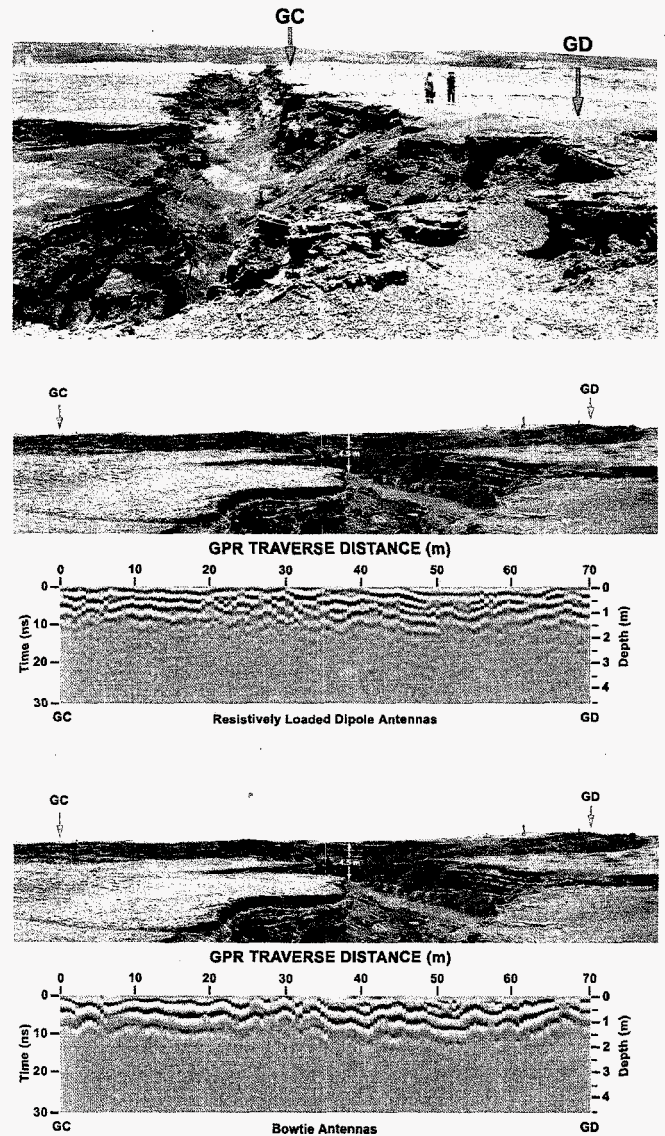 GC
GD
GC GD
GPR TRAVERSE DISTANCE (m)
0 10 20 30 40 50 60 70
Time (ns)
0
10
20
30
Depth (m)
0
1
2
3
4
GC Resistively Loaded Dipole Antennas GD
GC GD
GPR TRAVERSE DISTANCE (m)
0 10 20 30 40 50 60 70
Time (ns)
0
10
20
30
Depth (m)
0
1
2
3
4
GC Bowtie Antennas GD